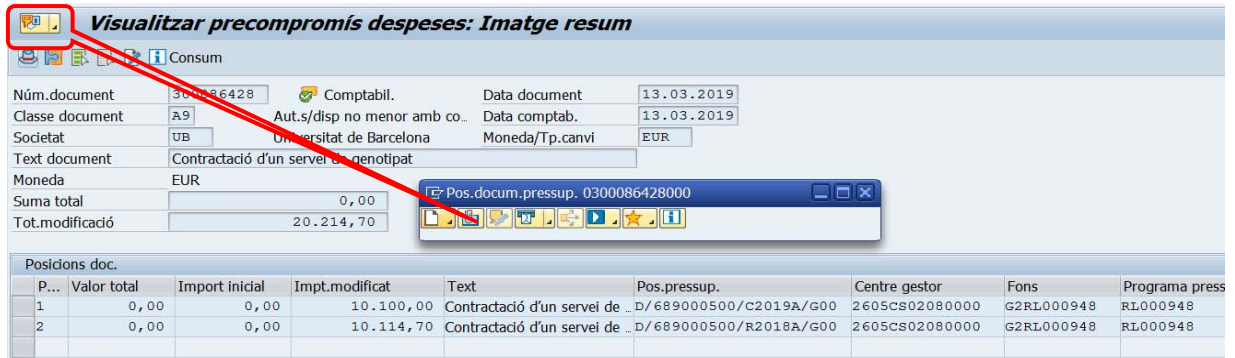 Visualitzar precompromís despeses: Imatge resum
Consum
Núm.document 300086428 Comptabil. Data document 13.03.2019
Classe document A9 Aut.s/disp no menor amb co… Data comptab. 13.03.2019
Societat UB Universitat de Barcelona Moneda/Tp.canvi EUR
Text document Contractació d'un servei de genotipat
Moneda EUR
Suma total 0,00
Tot.modificació 20.214,70
Pos.docum.pressup. 0300086428000
Posicions doc.
P... Valor total Import inicial Impt.modificat Text Pos.pressup. Centre gestor Fons Programa press
1 0,00 0,00 10.100,00 Contractació d'un servei de … D/689000500/C2019A/G00 2605CS02080000 G2RL000948 RL000948
2 0,00 0,00 10.114,70 Contractació d'un servei de … D/689000500/R2018A/G00 2605CS02080000 G2RL000948 RL000948